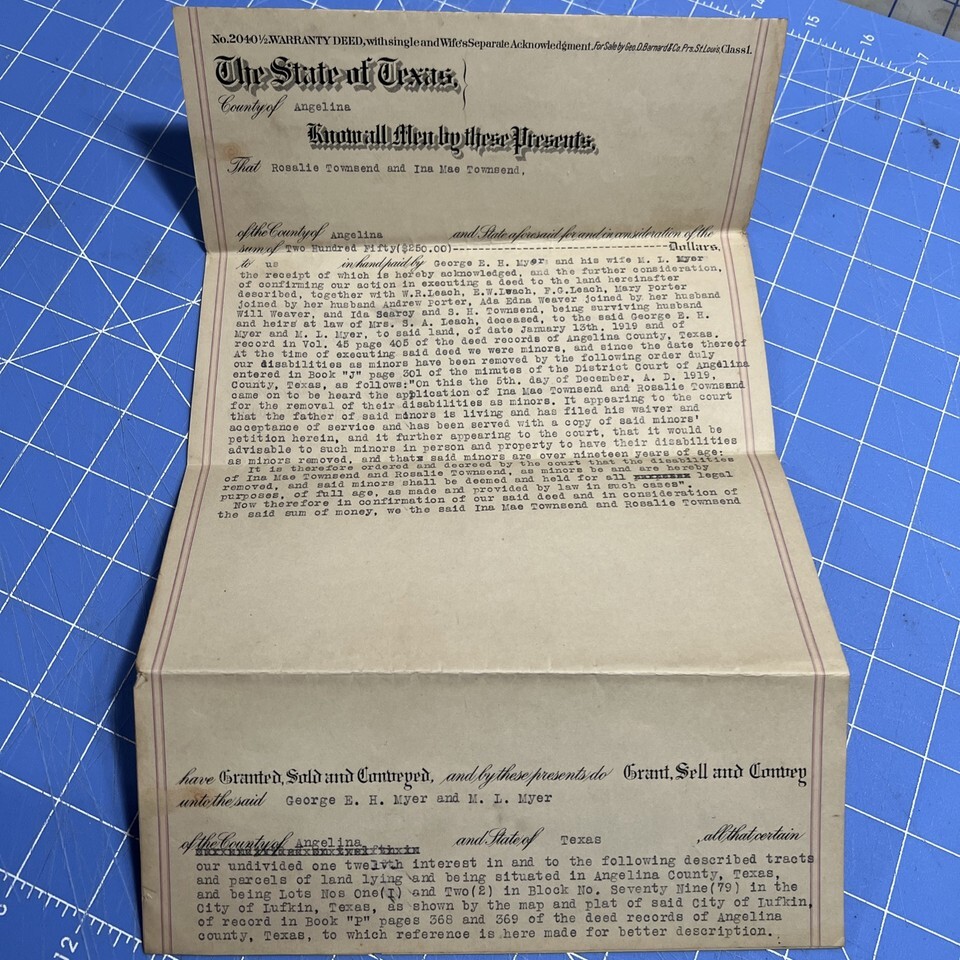 No. 2040 ½. WARRANTY DEED, with single and Wife's Separate Acknowledgment. For Sale by Geo. D. Barnard & Co. Prs. St. Louis, Class 1.
The State of Texas,
County of Angelina
Know all Men by these Presents,
That Rosalie Townsend and Ina Mae Townsend,
of the County of Angelina and State aforesaid for and in consideration of the
sum of Two Hundred Fifty($250.00)------------------------------Dollars,
to us in hand paid by George E. H. Myer and his wife M. L. Myer
the receipt of which is hereby acknowledged, and the further consideration,
of confirming our action in executing a deed to the land hereinafter
described, together with W.R.Leach, E.W.Leach, F.G.Leach, Mary Porter
joined by her husband Andrew Porter, Ada Edna Weaver joined by her husband
Will Weaver, and Ida Searcy and S. H. Townsend, being surviving husband
and heirs at law of Mrs. S. A. Leach, deceased, to the said George E. H.
Myer and M. L. Myer, to said land, of date January 13th, 1919 and of
record in Vol. 45 page 405 of the deed records of Angelina County, Texas.
At the time of executing said deed we were minors, and since the date thereof
our disabilities as minors have been removed by the following order duly
entered in Book "J" page 301 of the minutes of the District Court of Angelina
County, Texas, as follows:"On this the 5th. day of December, A. D. 1919,
came on to be heard the application of Ina Mae Townsend and Rosalie Townsend
for the removal of their disabilities as minors. It appearing to the court
that the father of said minors is living and has filed his waiver and
acceptance of service and has been served with a copy of said minors'
petition herein, and it further appearing to the court, that it would be
advisable to such minors in person and property to have their disabilities
as minors removed, and that said minors are over nineteen years of age:
It is therefore ordered and decreed by the court that the disabilities
of Ina Mae Townsend and Rosalie Townsend, as minors be and are hereby
removed, and said minors shall be deemed and held for all legal
purposes, of full age, as made and provided by law in such cases".
Now therefore in confirmation of our said deed and in consideration of
the said sum of money, we the said Ina Mae Townsend and Rosalie Townsend
have Granted, Sold and Conveyed, and by these presents do Grant, Sell and Convey
unto the said George E. H. Myer and M. L. Myer
of the County of Angelina and State of Texas , all that certain
our undivided one twelvth interest in and to the following described tracts
and parcels of land lying and being situated in Angelina County, Texas,
and being Lots Nos One(1) and Two(2) in Block No. Seventy Nine(79) in the
City of Lufkin, Texas, as shown by the map and plat of said City of Lufkin,
of record in Book "P" pages 368 and 369 of the deed records of Angelina
county, Texas, to which reference is here made for better description.
14
15
16
17
12